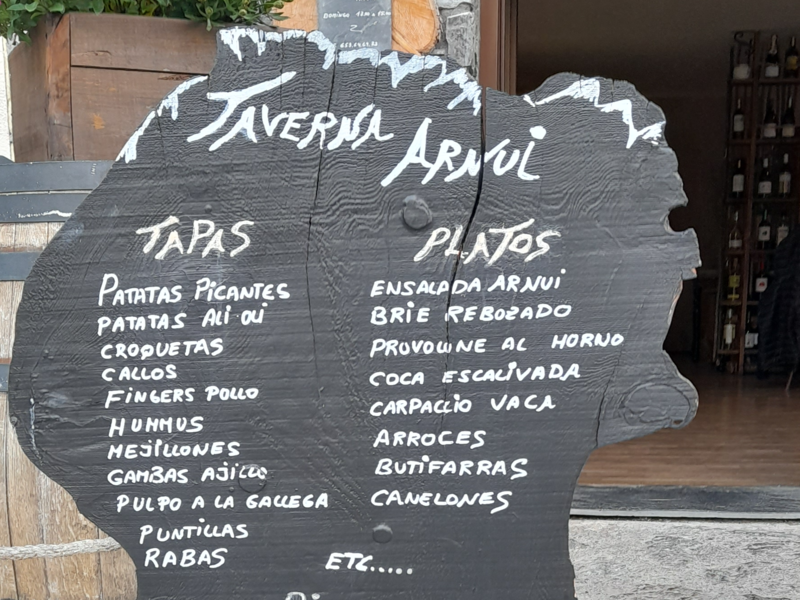 TAVERNA ARNUI
TAPAS
PATATAS PICANTES
PATATAS ALI OLI
CROQUETAS
CALLOS
FINGERS POLLO
HUMMUS
MEJILLONES
GAMBAS AJILLO
PULPO A LA GALLEGA
PUNTILLAS
RABAS
PLATOS
ENSALADA ARNUI
BRIE REBOZADO
PROVOLONE AL HORNO
COCA ESCALIVADA
CARPACCIO VACA
ARROCES
BUTIFARRAS
CANELONES
ETC.....